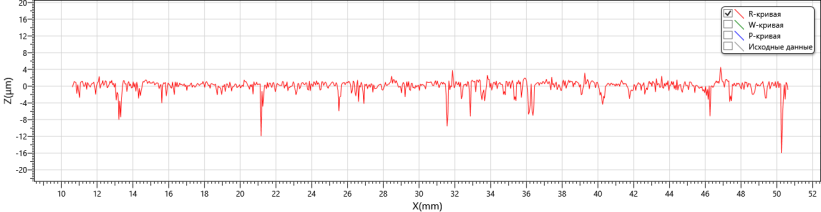 R-кривая
W-кривая
P-кривая
Исходные данные
Z(μm)
20
16
12
8
4
0
-4
-8
-12
-16
-20
10 12 14 16 18 20 22 24 26 28 30 32 34 36 38 40 42 44 46 48 50 52
X(mm)